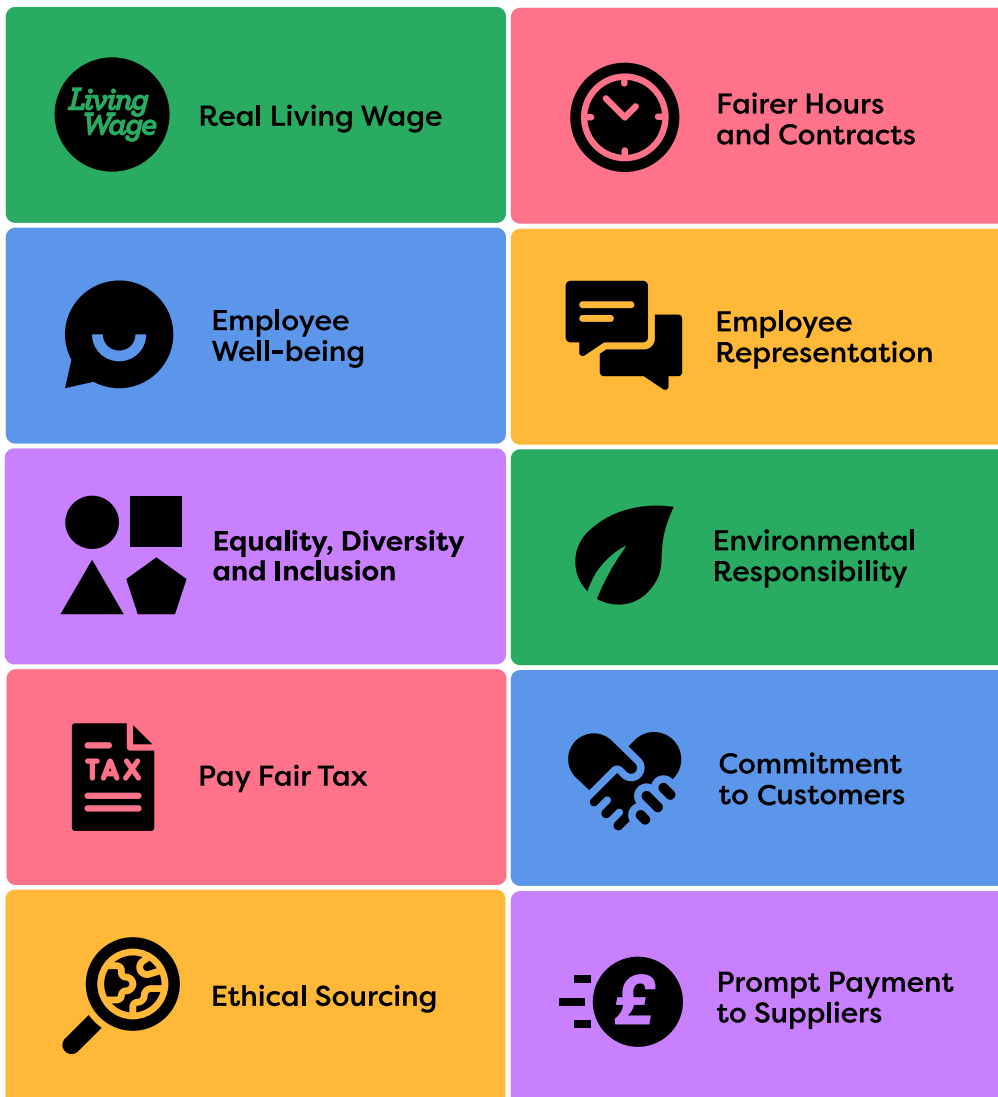 Living
Wage
Real Living Wage
Fairer Hours
and Contracts
Employee
Well-being
Employee
Representation
Equality, Diversity
and Inclusion
Environmental
Responsibility
TAX
Pay Fair Tax
Commitment
to Customers
Ethical Sourcing
£
Prompt Payment
to Suppliers